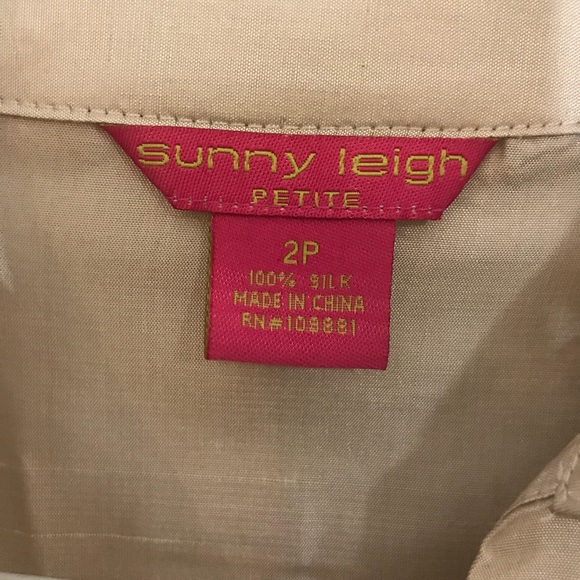 sunny leigh
PETITE
2P
100% SILK
MADE IN CHINA
RN#109881